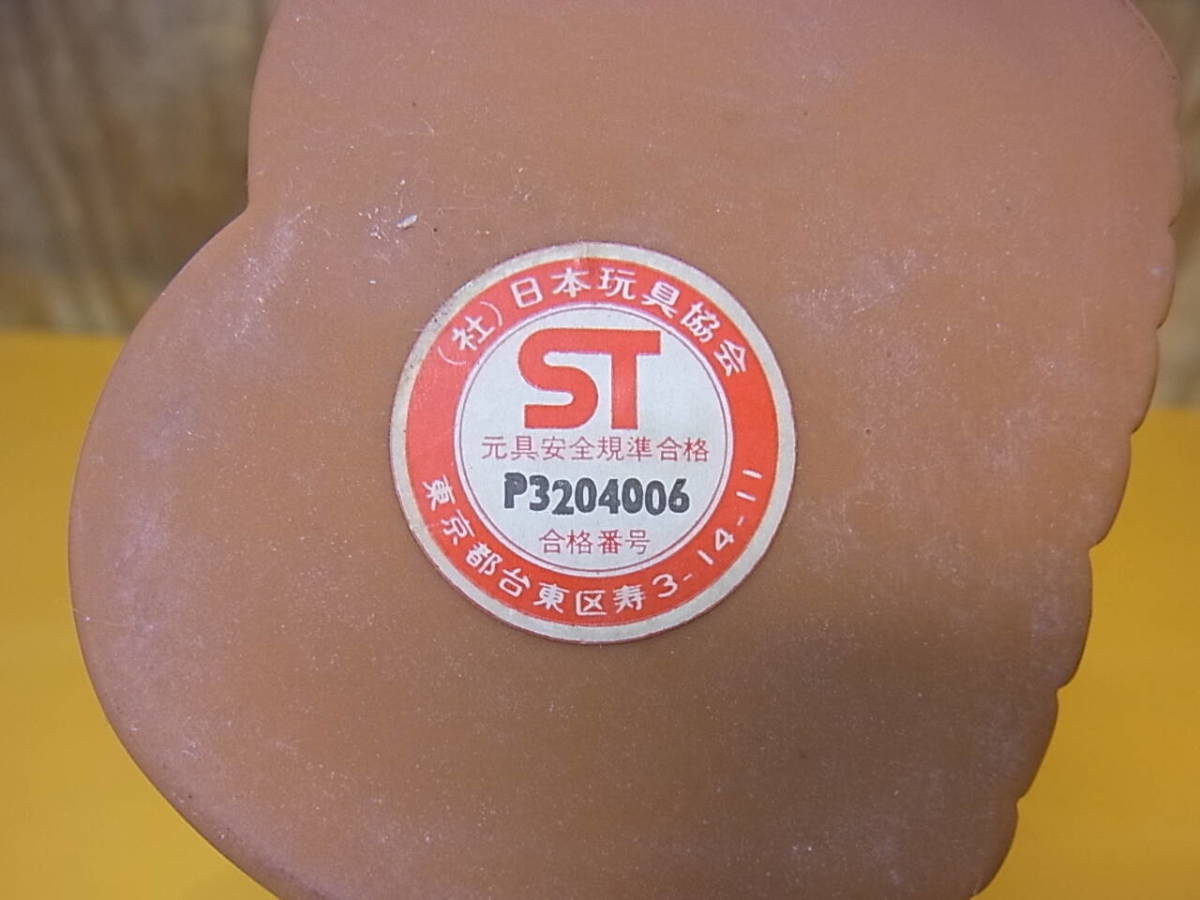 (社)日本玩具協会
ST
元具安全規準合格
P3204006
合格番号
東京都台東区寿3-14-11